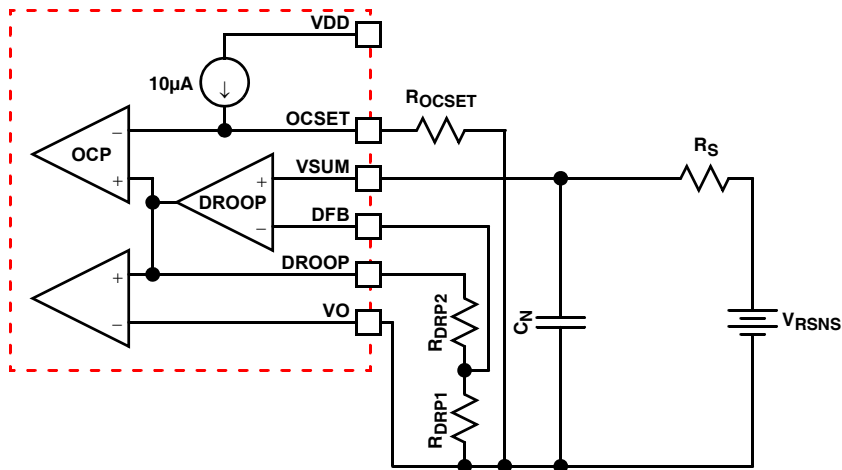 VDD
10µA
↓
OCSET
ROCSET
−
OCP
+
VSUM
RS
+
DROOP
−
DFB
DROOP
+
VO
−
RDRP2
CN
VRSNS
RDRP1